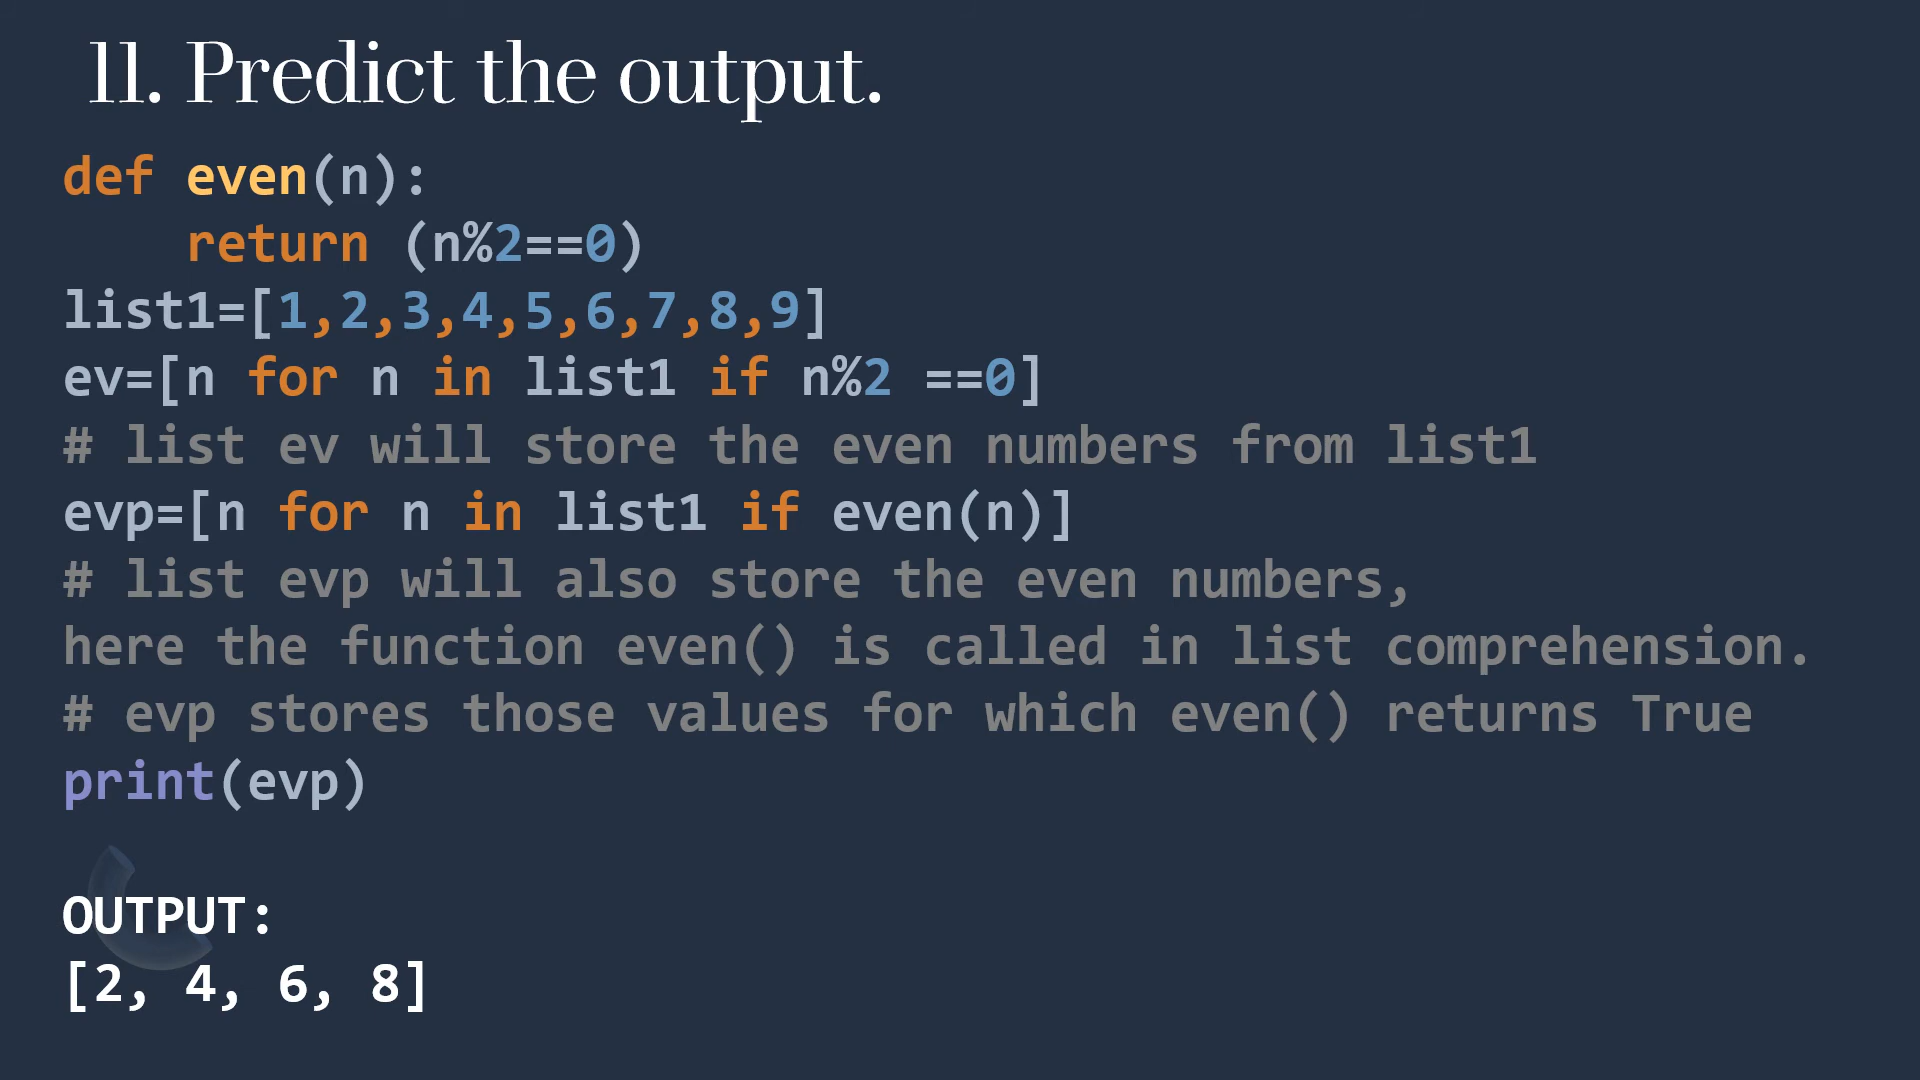 11. Predict the output.
def even(n):
    return (n%2==0)
list1=[1,2,3,4,5,6,7,8,9]
ev=[n for n in list1 if n%2 ==0]
# list ev will store the even numbers from list1
evp=[n for n in list1 if even(n)]
# list evp will also store the even numbers,
here the function even() is called in list comprehension.
# evp stores those values for which even() returns True
print(evp)
OUTPUT:
[2, 4, 6, 8]